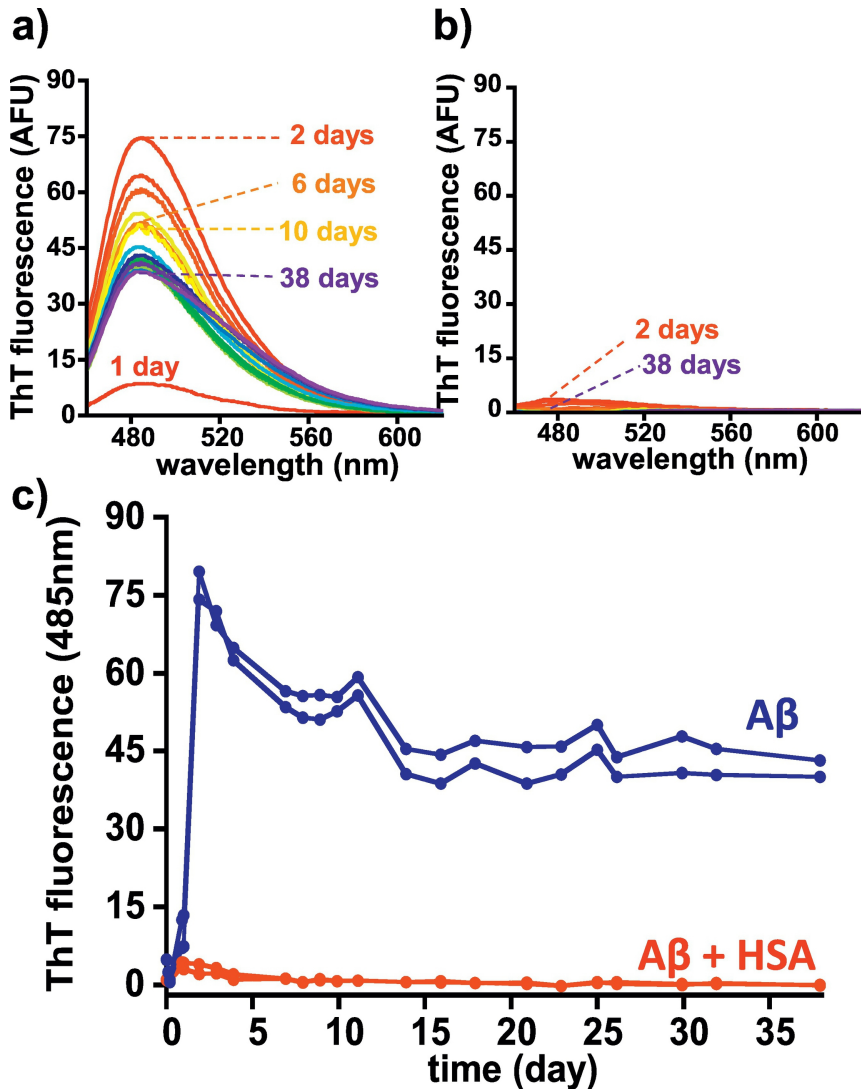 a)
ThT fluorescence (AFU)
90
75
60
45
30
15
0
2 days
6 days
10 days
38 days
1 day
480 520 560 600
wavelength (nm)
b)
ThT fluorescence (AFU)
90
75
60
45
30
15
0
2 days
38 days
480 520 560 600
wavelength (nm)
c)
ThT fluorescence (485nm)
90
75
60
45
30
15
0
Aβ
Aβ + HSA
0 5 10 15 20 25 30 35
time (day)